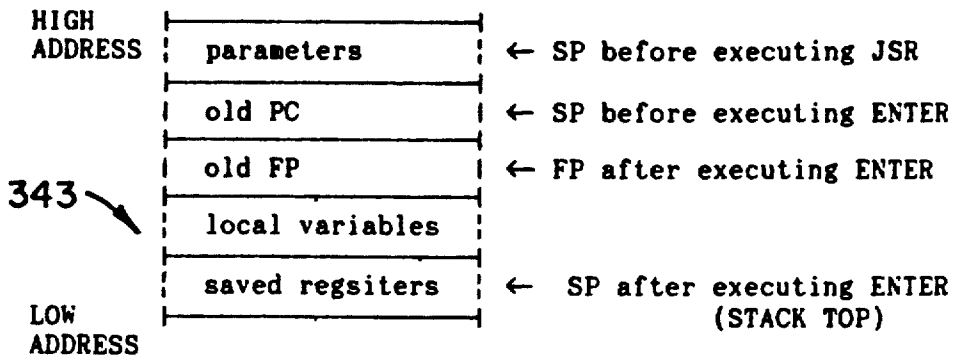 HIGH
ADDRESS
parameters ← SP before executing JSR
old PC ← SP before executing ENTER
old FP ← FP after executing ENTER
343
local variables
saved regsiters ← SP after executing ENTER
(STACK TOP)
LOW
ADDRESS